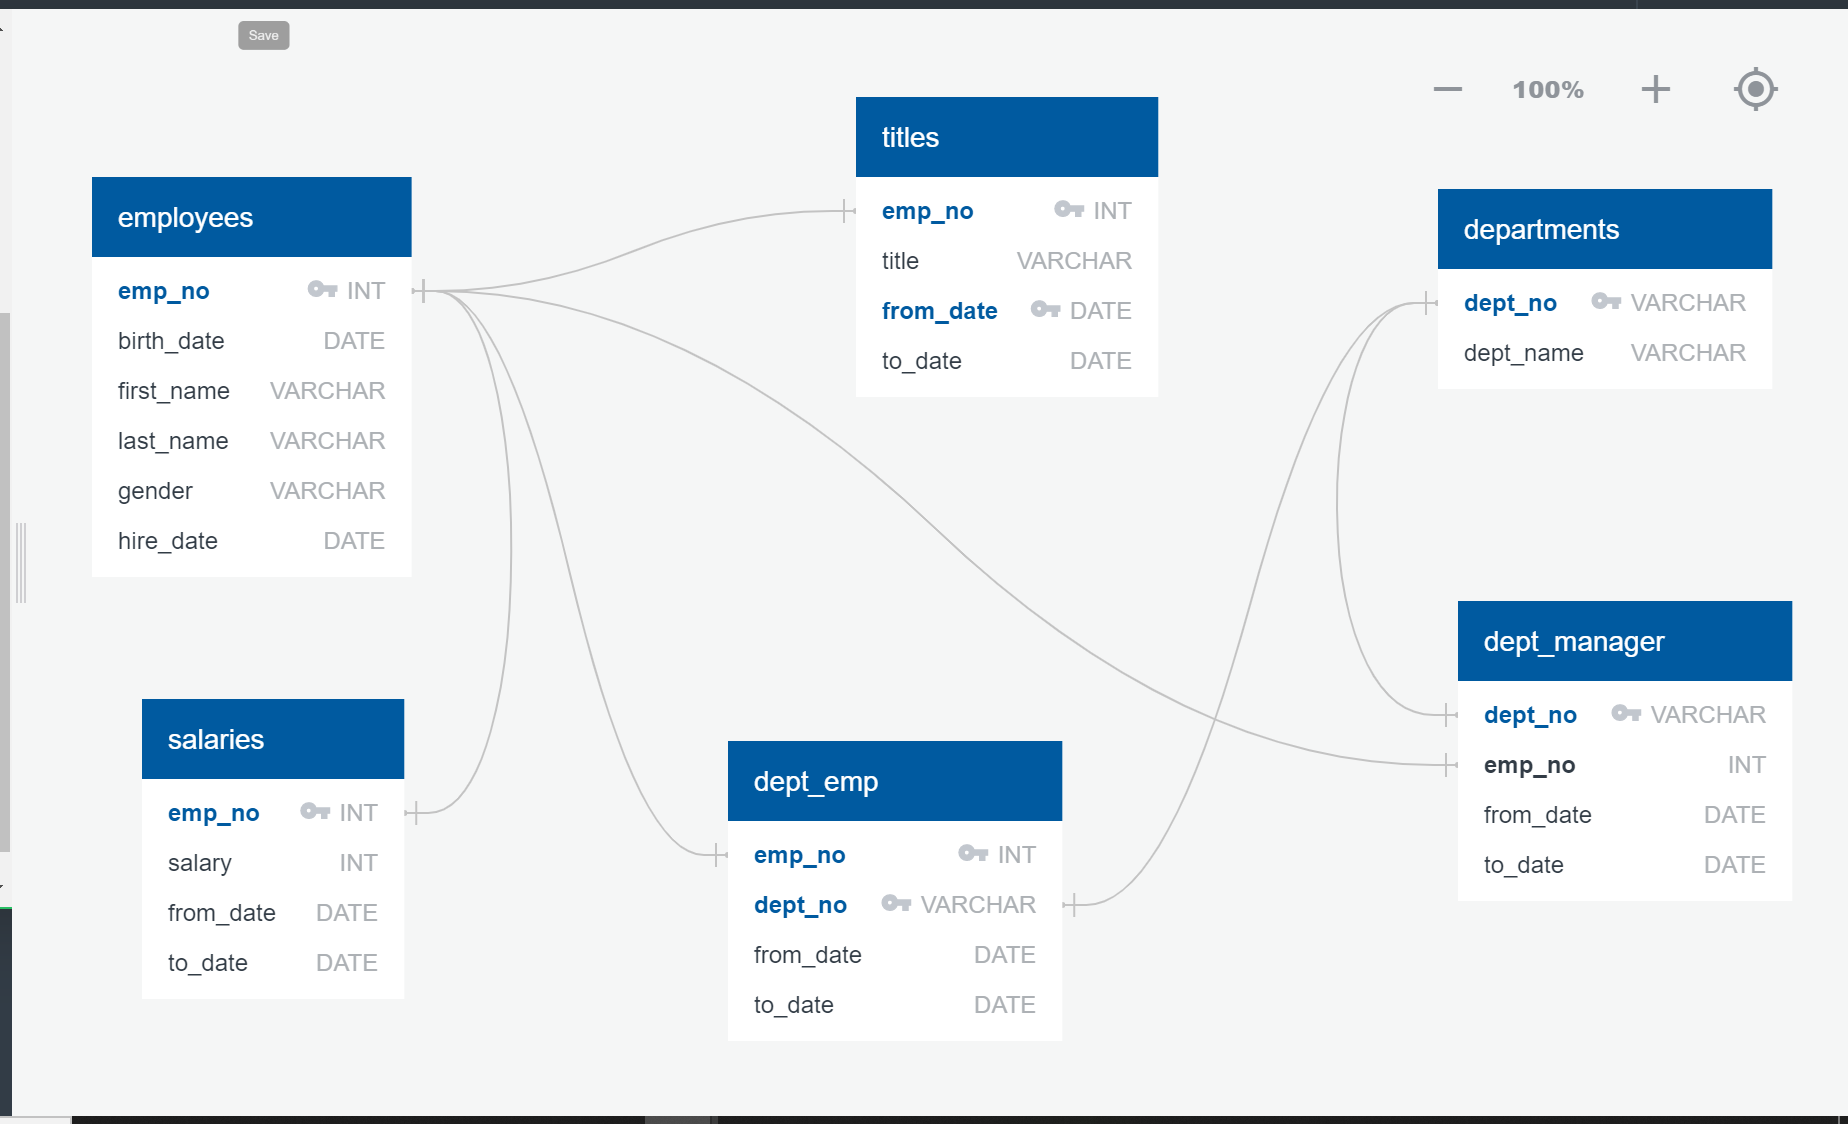 Save
100%
titles
emp_no INT
title VARCHAR
from_date DATE
to_date DATE
employees
emp_no INT
birth_date DATE
first_name VARCHAR
last_name VARCHAR
gender VARCHAR
hire_date DATE
departments
dept_no VARCHAR
dept_name VARCHAR
dept_manager
dept_no VARCHAR
emp_no INT
from_date DATE
to_date DATE
salaries
emp_no INT
salary INT
from_date DATE
to_date DATE
dept_emp
emp_no INT
dept_no VARCHAR
from_date DATE
to_date DATE